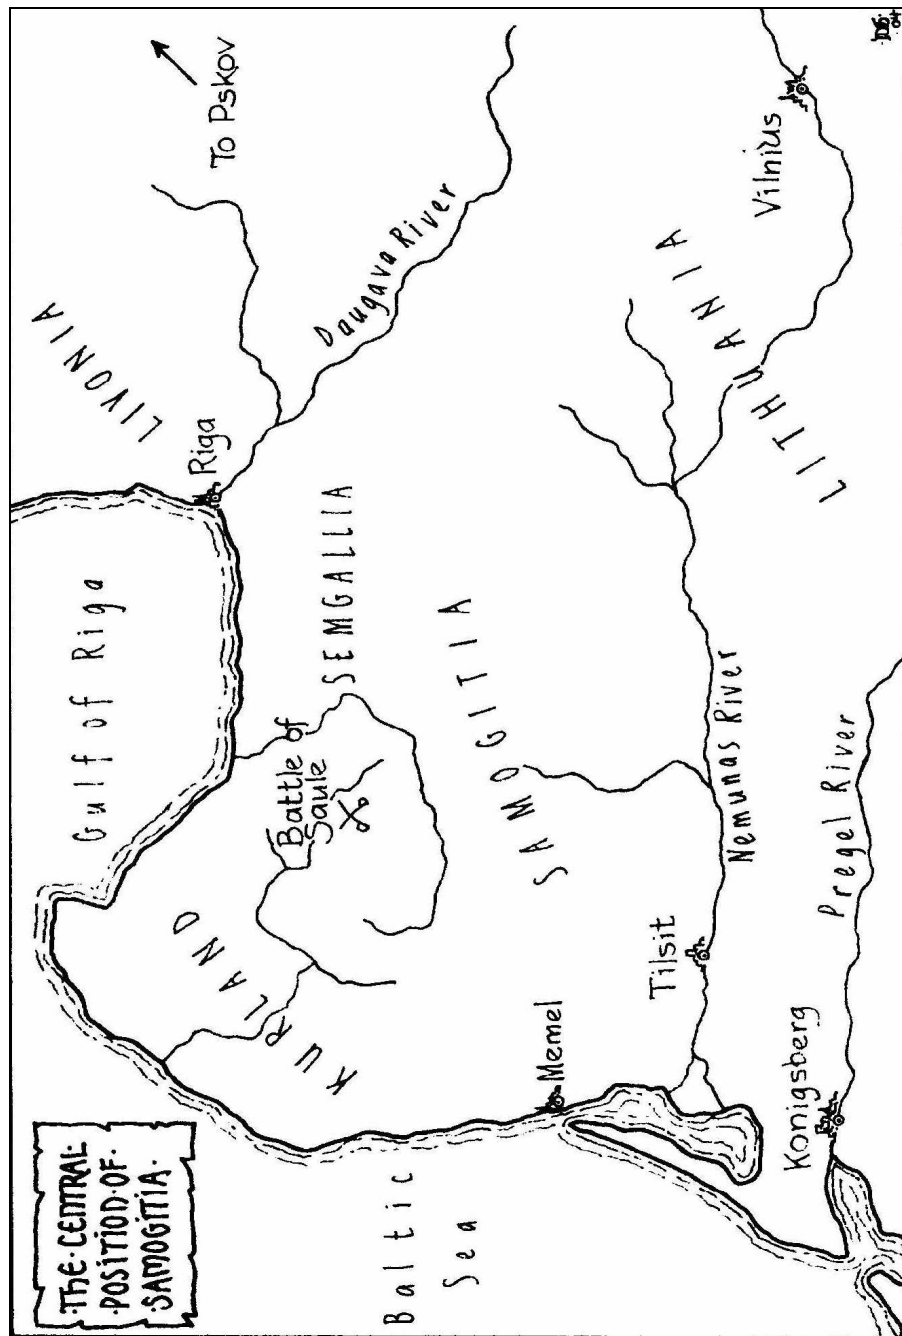 ·THE·CENTRAL·
·POSITION·OF·
SAMOGITIA·
Gulf of Riga
LIVONIA
To Pskov
Riga
Daugava River
KURLAND
Battle of
Saule
SEMGALLIA
SAMOGITIA
Baltic
Sea
Memel
Tilsit
Nemunas River
LITHUANIA
Vilnius
Konigsberg
Pregel River